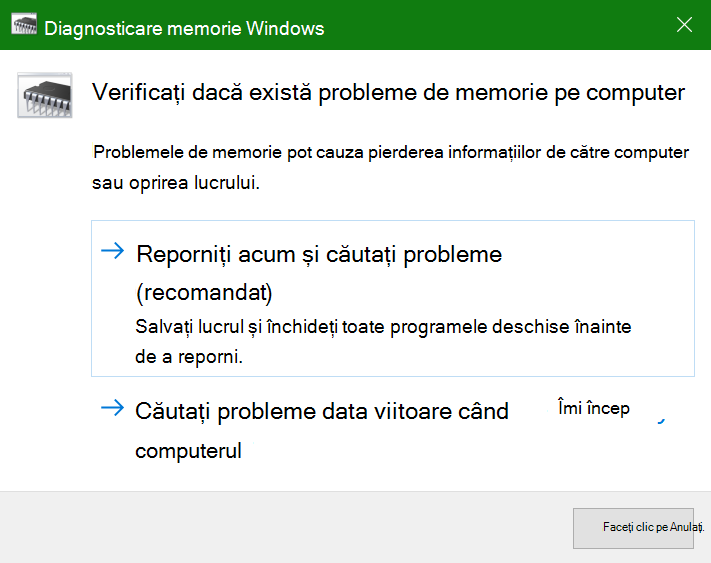 Diagnosticare memorie Windows
Verificați dacă există probleme de memorie pe computer
Problemele de memorie pot cauza pierderea informațiilor de către computer
sau oprirea lucrului.
Reporniți acum și căutați probleme
(recomandat)
Salvați lucrul și închideți toate programele deschise înainte
de a reporni.
Căutați probleme data viitoare când Îmi încep
computerul
Faceți clic pe Anulați.